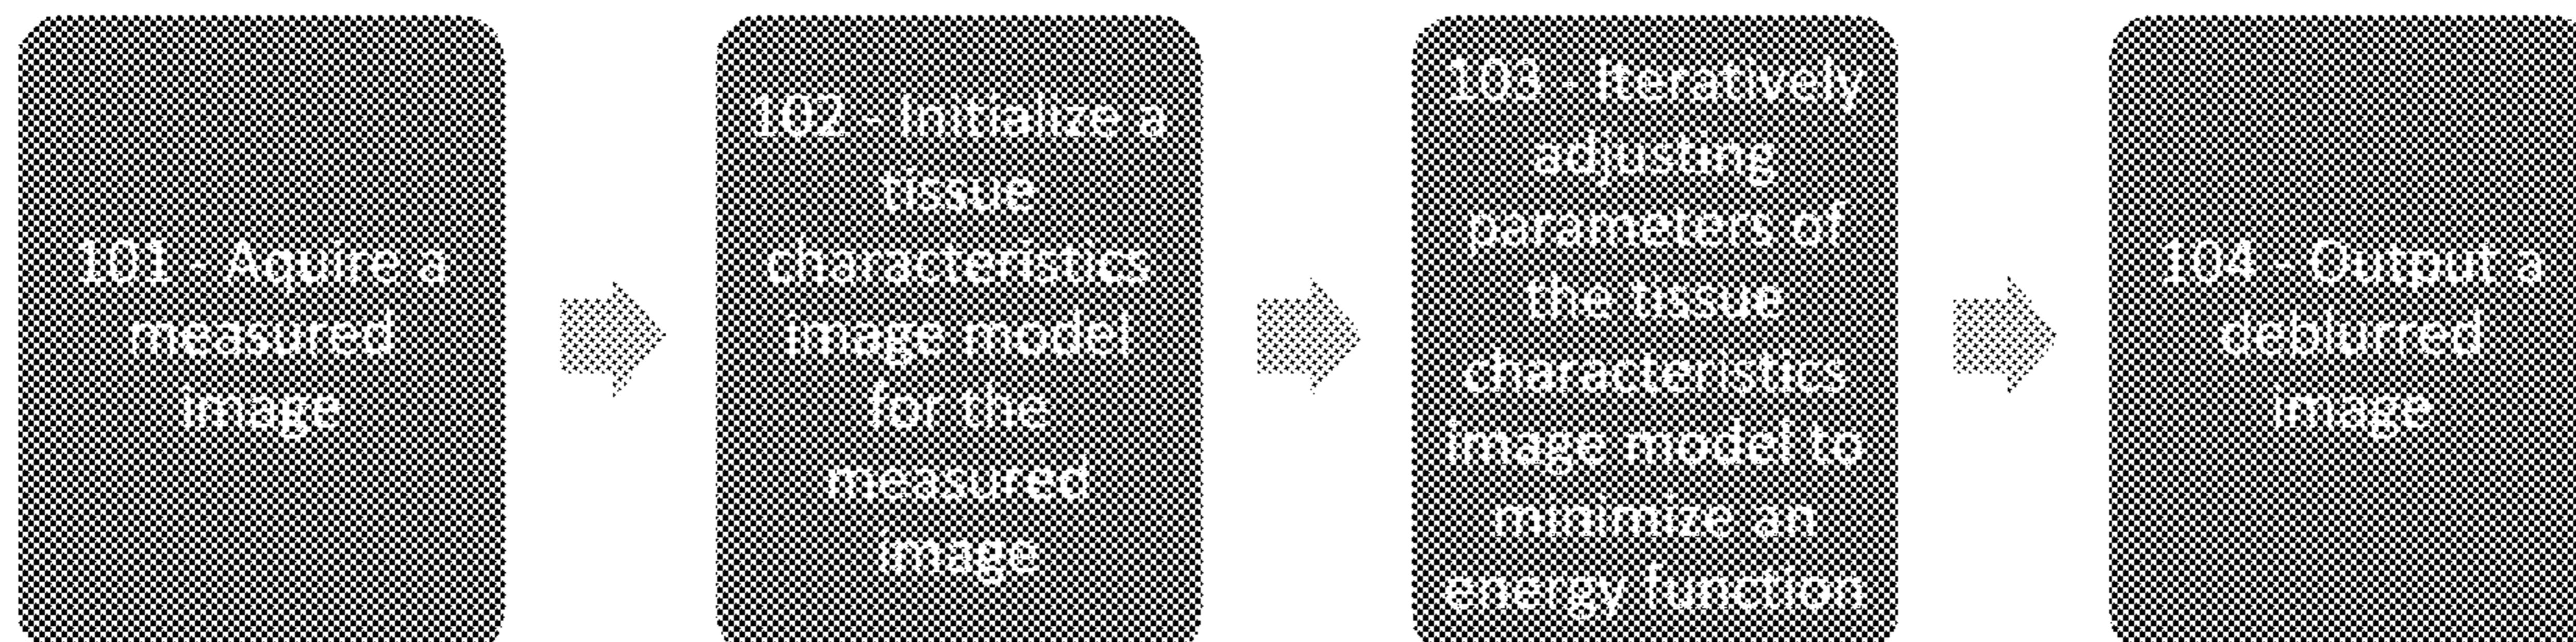 101 - Aquire a
measured
image
102 - Initialize a
tissue
characteristics
image model
for the
measured
image
103 - Iteratively
adjusting
parameters of
the tissue
characteristics
image model to
minimize an
energy function
104 - Output a
deblurred
image